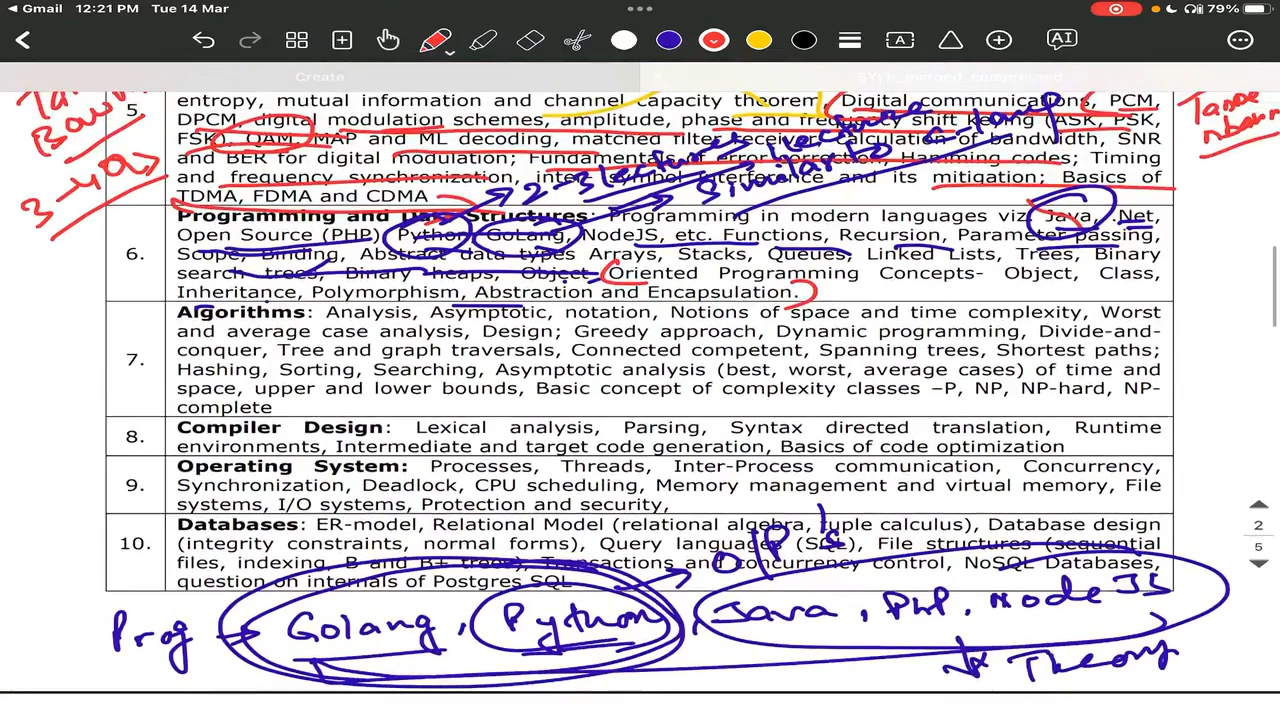 Gmail 12:21 PM Tue 14 Mar 79%
Create SYLL_merged_compressed
5. entropy, mutual information and channel capacity theorem, Digital communications, PCM,
DPCM, digital modulation schemes, amplitude, phase and frequency shift keying (ASK, PSK,
FSK), QAM, MAP and ML decoding, matched filter receiver, calculation of bandwidth, SNR
and BER for digital modulation; Fundamentals of error correction, Hamming codes; Timing
and frequency synchronization, inter-symbol interference and its mitigation; Basics of
TDMA, FDMA and CDMA
3-4 Q
2-3 lectures
6. Programming and Data Structures: Programming in modern languages viz Java, .Net,
Open Source (PHP) Python, GoLang, NodeJS, etc. Functions, Recursion, Parameter passing,
Scope, Binding, Abstract data types Arrays, Stacks, Queues, Linked Lists, Trees, Binary
search trees, Binary heaps, Object Oriented Programming Concepts- Object, Class,
Inheritance, Polymorphism, Abstraction and Encapsulation.
7. Algorithms: Analysis, Asymptotic, notation, Notions of space and time complexity, Worst
and average case analysis, Design; Greedy approach, Dynamic programming, Divide-and-
conquer, Tree and graph traversals, Connected competent, Spanning trees, Shortest paths;
Hashing, Sorting, Searching, Asymptotic analysis (best, worst, average cases) of time and
space, upper and lower bounds, Basic concept of complexity classes –P, NP, NP-hard, NP-
complete
8. Compiler Design: Lexical analysis, Parsing, Syntax directed translation, Runtime
environments, Intermediate and target code generation, Basics of code optimization
9. Operating System: Processes, Threads, Inter-Process communication, Concurrency,
Synchronization, Deadlock, CPU scheduling, Memory management and virtual memory, File
systems, I/O systems, Protection and security,
10. Databases: ER-model, Relational Model (relational algebra, tuple calculus), Database design
(integrity constraints, normal forms), Query languages (SQL), File structures (sequential
files, indexing, B and B+ trees), Transactions and concurrency control, NoSQL Databases,
question on internals of Postgres SQL
2
5
O/P's
Prog → Golang, Python, Java, PHP, Node JS
Theory